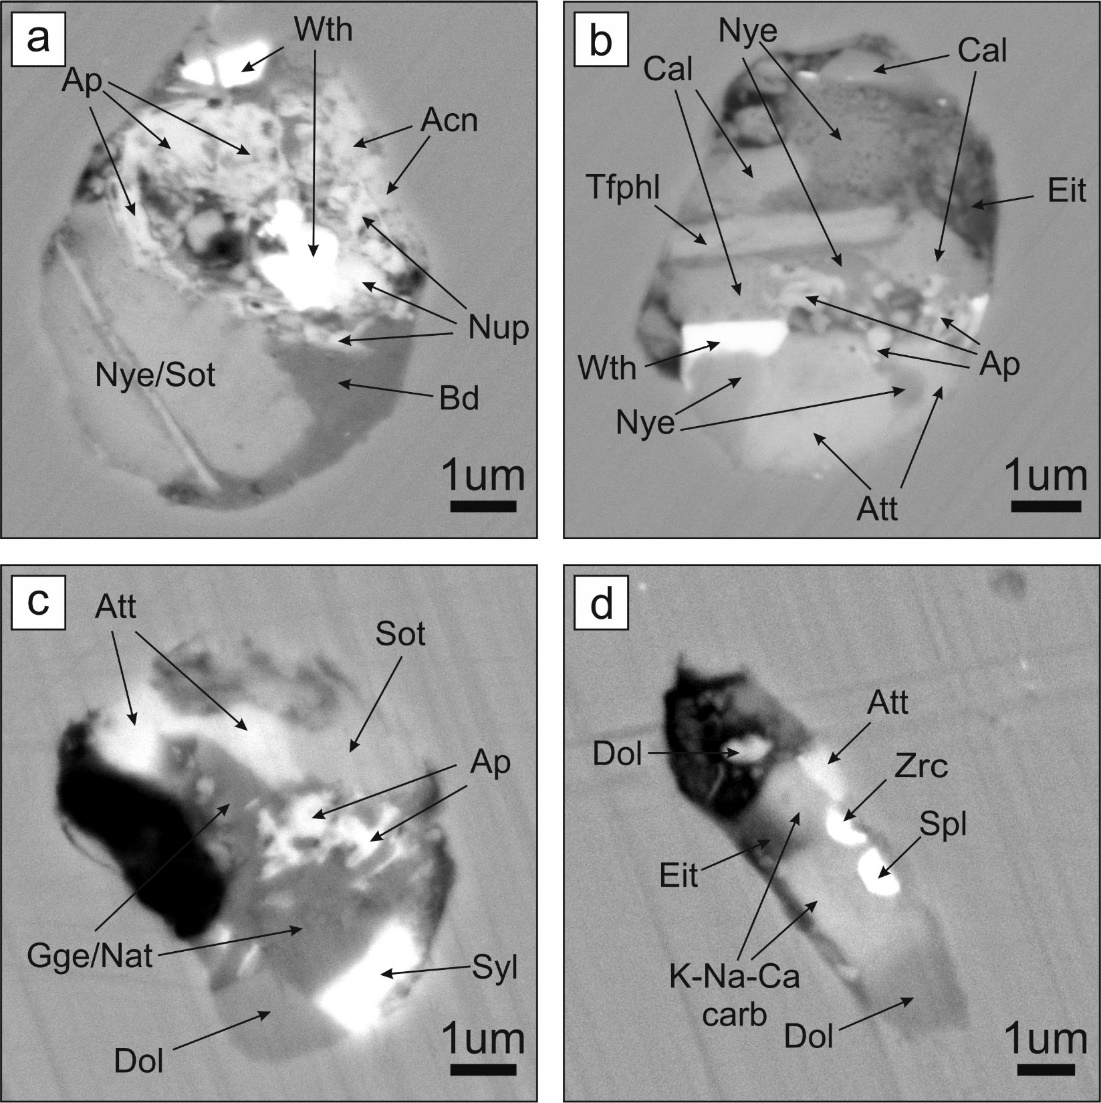 a
Wth
Ap
Acn
Nup
Nye/Sot
Bd
1um
b
Nye
Cal
Cal
Tfphl
Eit
Wth
Ap
Nye
Att
1um
c
Att
Sot
Ap
Gge/Nat
Syl
Dol
1um
d
Att
Dol
Zrc
Spl
Eit
K-Na-Ca
carb
Dol
1um